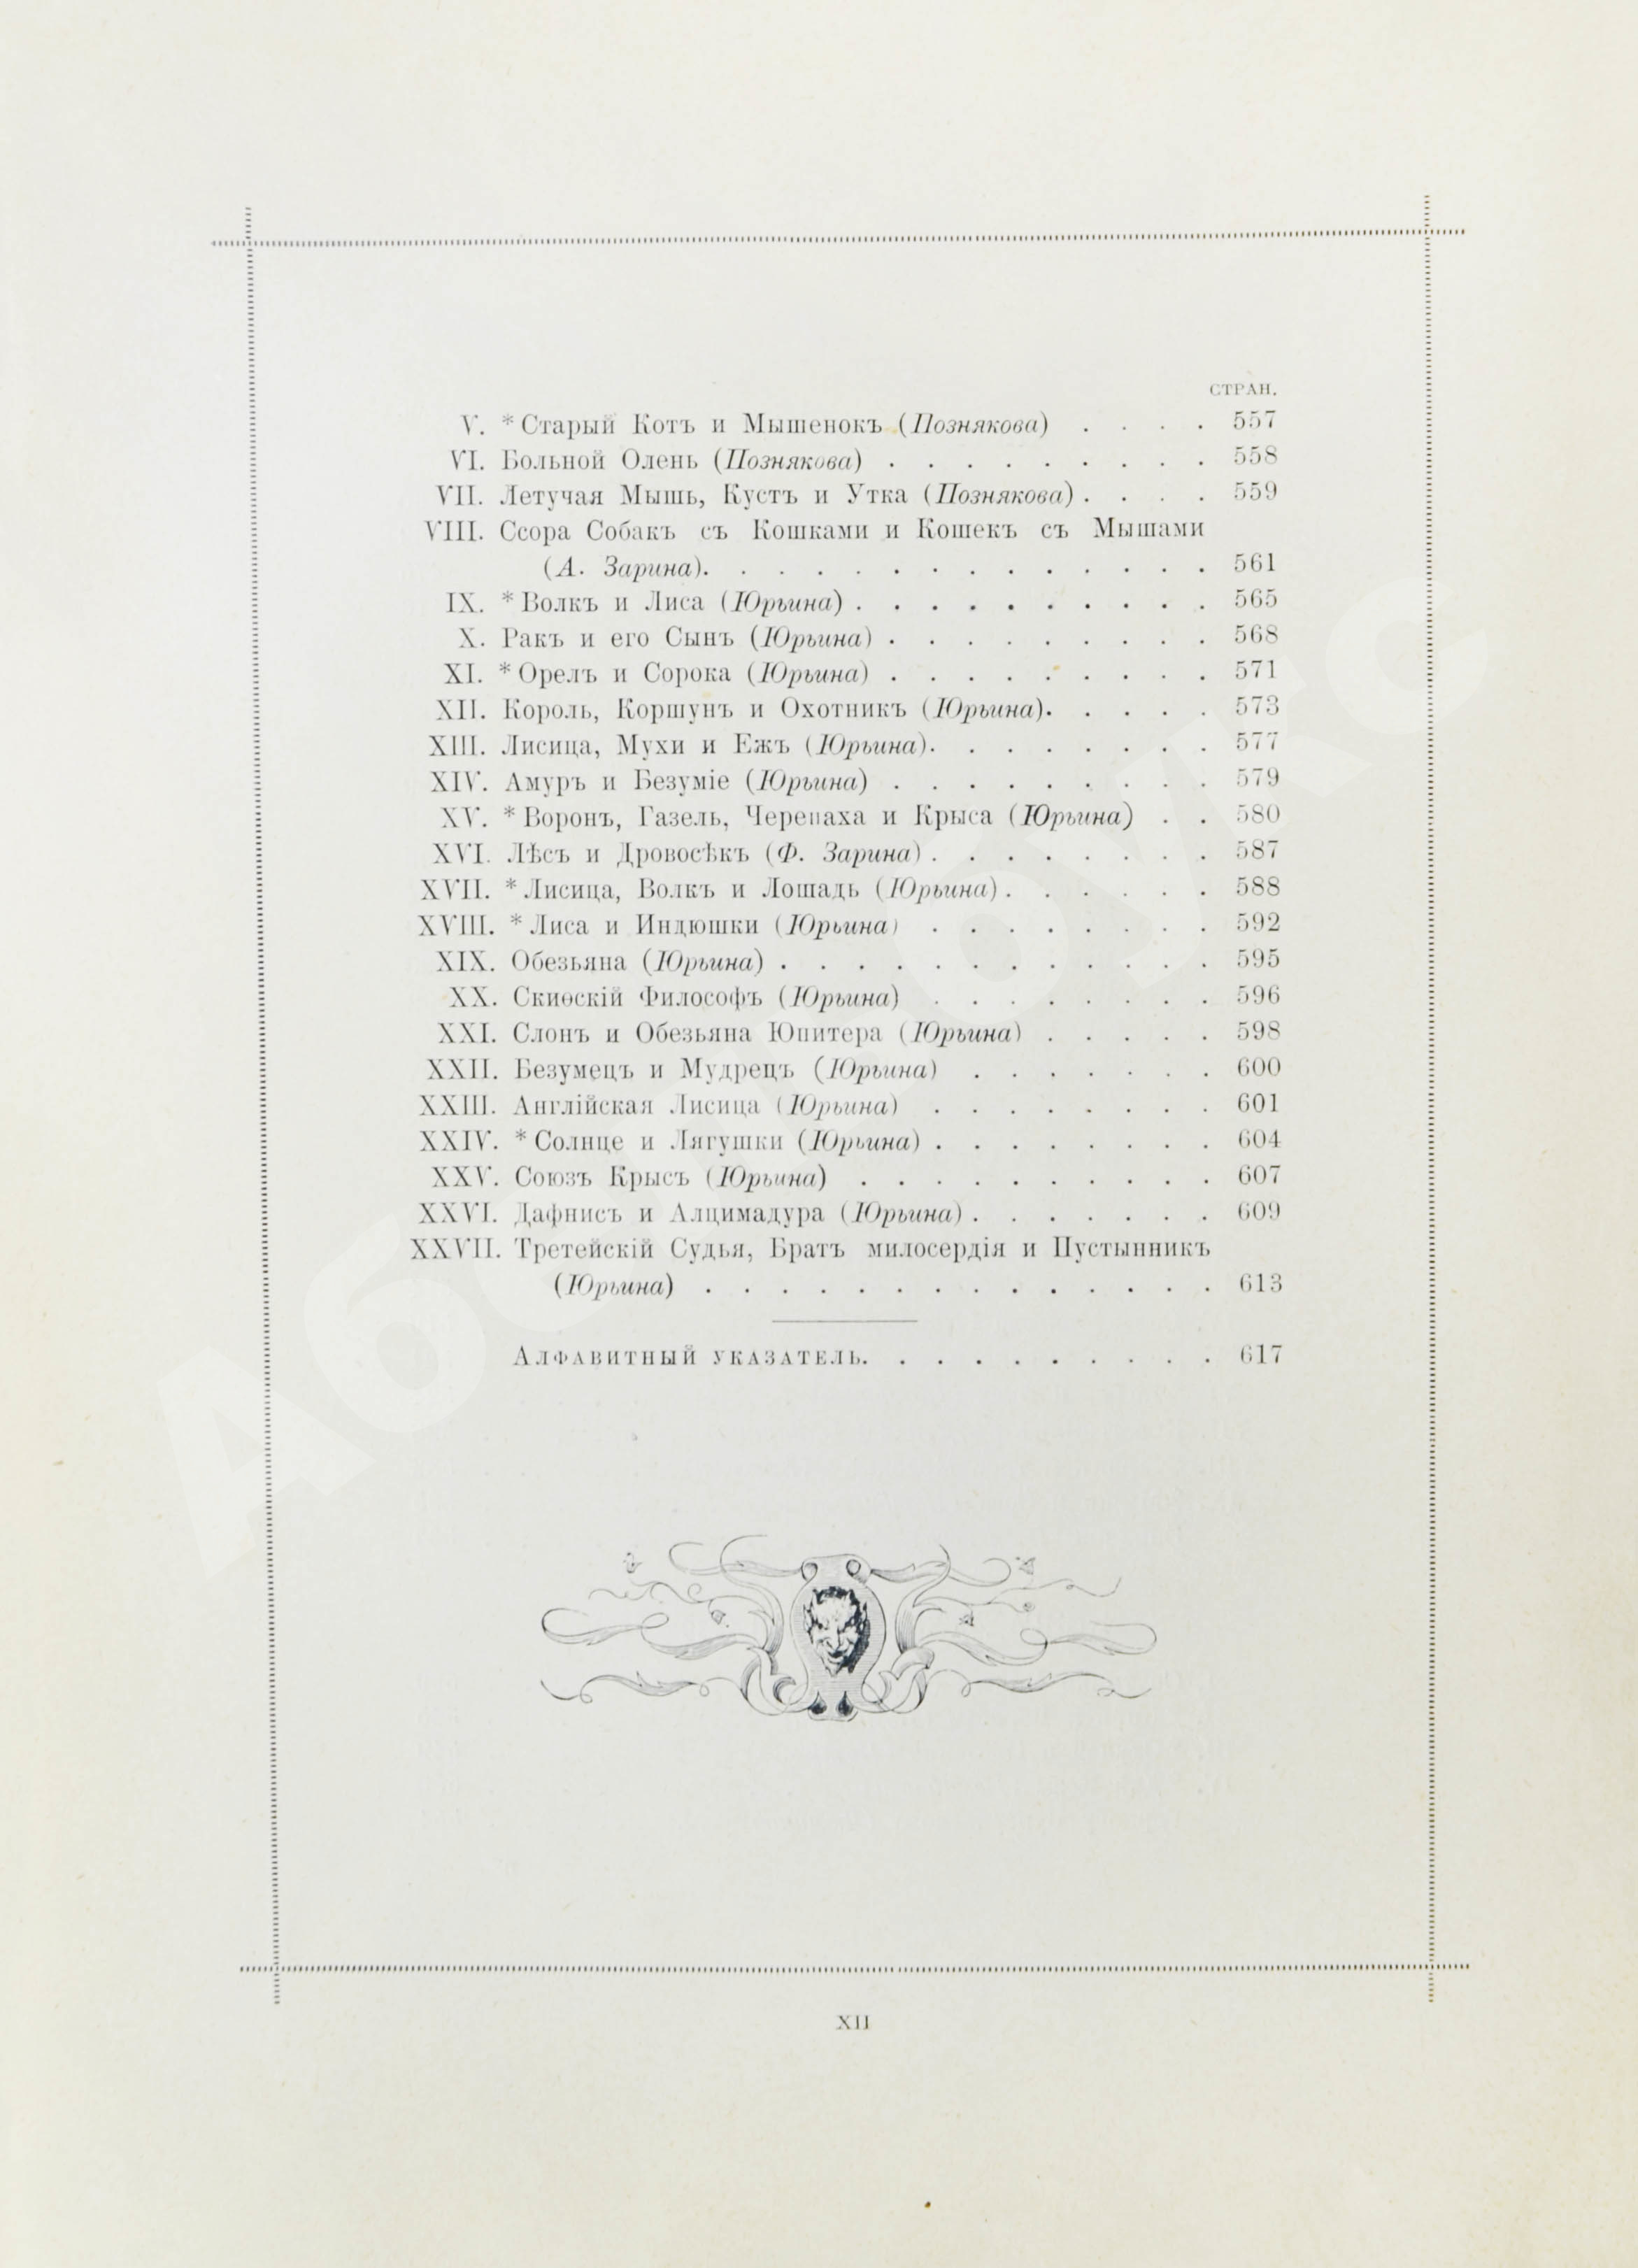 СТРАН.
V. * Старый Котъ и Мышенокъ (Познякова) . . . . 557
VI. Больной Олень (Познякова) . . . . . . . . . 558
VII. Летучая Мышь, Кустъ и Утка (Познякова) . . . . 559
VIII. Ссора Собакъ съ Кошками и Кошекъ съ Мышами
(А. Зарина). . . . . . . . . . . . . . 561
IX. * Волкъ и Лиса (Юрьина) . . . . . . . . . . 565
X. Ракъ и его Сынъ (Юрьина) . . . . . . . . . 568
XI. * Орелъ и Сорока (Юрьина) . . . . . . . . . 571
XII. Король, Коршунъ и Охотникъ (Юрьина). . . . . 573
XIII. Лисица, Мухи и Ежъ (Юрьина). . . . . . . . 577
XIV. Амуръ и Безуміе (Юрьина) . . . . . . . . . 579
XV. * Воронъ, Газель, Черепаха и Крыса (Юрьина) . . 580
XVI. Лѣсъ и Дровосѣкъ (Ф. Зарина) . . . . . . . . 587
XVII. * Лисица, Волкъ и Лошадь (Юрьина) . . . . . . 588
XVIII. * Лиса и Индюшки (Юрьина) . . . . . . . . 592
XIX. Обезьяна (Юрьина) . . . . . . . . . . . . 595
XX. Скиѳскій Философъ (Юрьина) . . . . . . . . 596
XXI. Слонъ и Обезьяна Юпитера (Юрьина) . . . . . 598
XXII. Безумецъ и Мудрецъ (Юрьина) . . . . . . . 600
XXIII. Англійская Лисица (Юрьина) . . . . . . . . 601
XXIV. * Солнце и Лягушки (Юрьина) . . . . . . . . 604
XXV. Союзъ Крысъ (Юрьина) . . . . . . . . . . 607
XXVI. Дафнисъ и Алцимадура (Юрьина) . . . . . . . 609
XXVII. Третейскій Судья, Братъ милосердія и Пустынникъ
(Юрьина) . . . . . . . . . . . . . . 613
Алфавитный указатель. . . . . . . . . . 617
XII